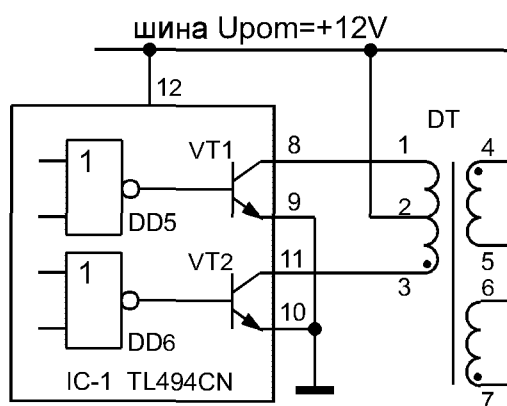 шина Upom=+12V
12
DT
1
VT1
8
1
4
DD5
9
2
5
1
VT2
11
3
6
DD6
10
7
IC-1 TL494CN